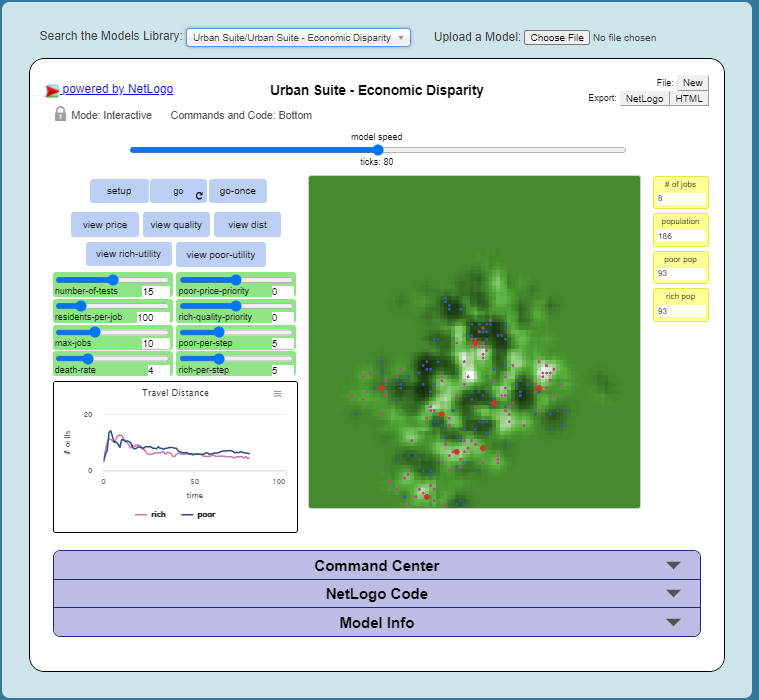 Search the Models Library: Urban Suite/Urban Suite - Economic Disparity Upload a Model: Choose File No file chosen
powered by NetLogo
Urban Suite - Economic Disparity
File: New
Export: NetLogo HTML
Mode: Interactive Commands and Code: Bottom
model speed
ticks: 80
setup go go-once
view price view quality view dist
view rich-utility view poor-utility
number-of-tests 15 poor-price-priority 0
residents-per-job 100 rich-quality-priority 0
max-jobs 10 poor-per-step 5
death-rate 4 rich-per-step 5
Travel Distance
# cells
20
0
0 50 100
time
rich poor
# of jobs
8
population
186
poor pop
93
rich pop
93
Command Center
NetLogo Code
Model Info